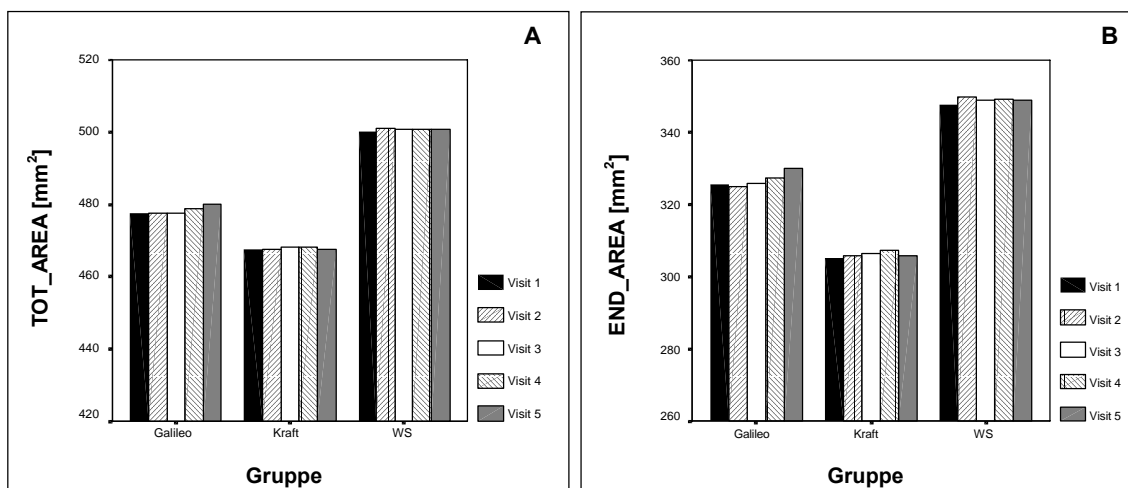 A
TOT_AREA [mm²]
520
500
480
460
440
420
Galileo
Kraft
WS
Gruppe
Visit 1
Visit 2
Visit 3
Visit 4
Visit 5
B
END_AREA [mm²]
360
340
320
300
280
260
Galileo
Kraft
WS
Gruppe
Visit 1
Visit 2
Visit 3
Visit 4
Visit 5